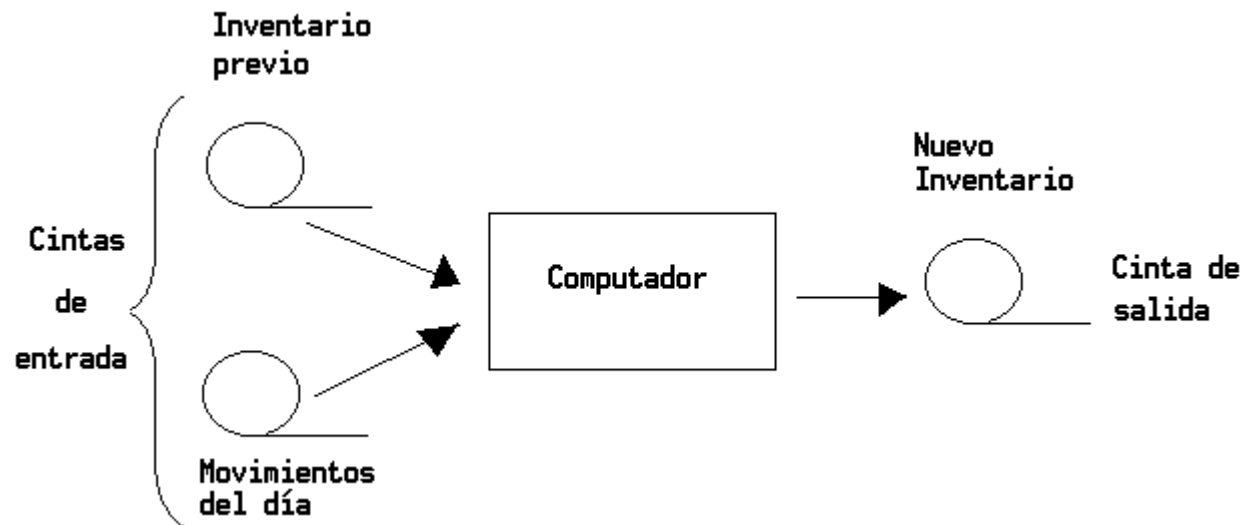 Inventario
previo
Cintas
de
entrada
Movimientos
del día
Computador
Nuevo
Inventario
Cinta de
salida